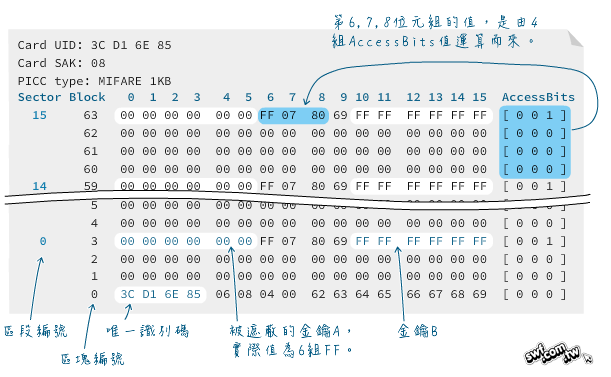 第6,7,8位元組的值，是由4
組AccessBits值運算而來。
Card UID: 3C D1 6E 85
Card SAK: 08
PICC type: MIFARE 1KB
Sector Block 0 1 2 3 4 5 6 7 8 9 10 11 12 13 14 15 AccessBits
15 63 00 00 00 00 00 00 FF 07 80 69 FF FF FF FF FF FF [ 0 0 1 ]
62 00 00 00 00 00 00 00 00 00 00 00 00 00 00 00 00 [ 0 0 0 ]
61 00 00 00 00 00 00 00 00 00 00 00 00 00 00 00 00 [ 0 0 0 ]
60 00 00 00 00 00 00 00 00 00 00 00 00 00 00 00 00 [ 0 0 0 ]
14 59 00 00 00 00 00 00 FF 07 80 69 FF FF FF FF FF FF [ 0 0 1 ]
5 00 00 00 00 00 00 00 00 00 [ 0 0 0 ]
4 00 00 00 00 00 00 00 00 00 00 00 00 00 00 00 00 [ 0 0 0 ]
0 3 00 00 00 00 00 00 FF 07 80 69 FF FF FF FF FF FF [ 0 0 1 ]
2 00 00 00 00 00 00 00 00 00 00 00 00 00 00 00 00 [ 0 0 0 ]
1 00 00 00 00 00 00 00 00 00 00 00 00 00 00 00 00 [ 0 0 0 ]
0 3C D1 6E 85 06 08 04 00 62 63 64 65 66 67 68 69 [ 0 0 0 ]
區段編號
區塊編號
唯一識別碼
被遮蔽的金鑰A，
實際值為6組FF。
金鑰B
swf.com.tw